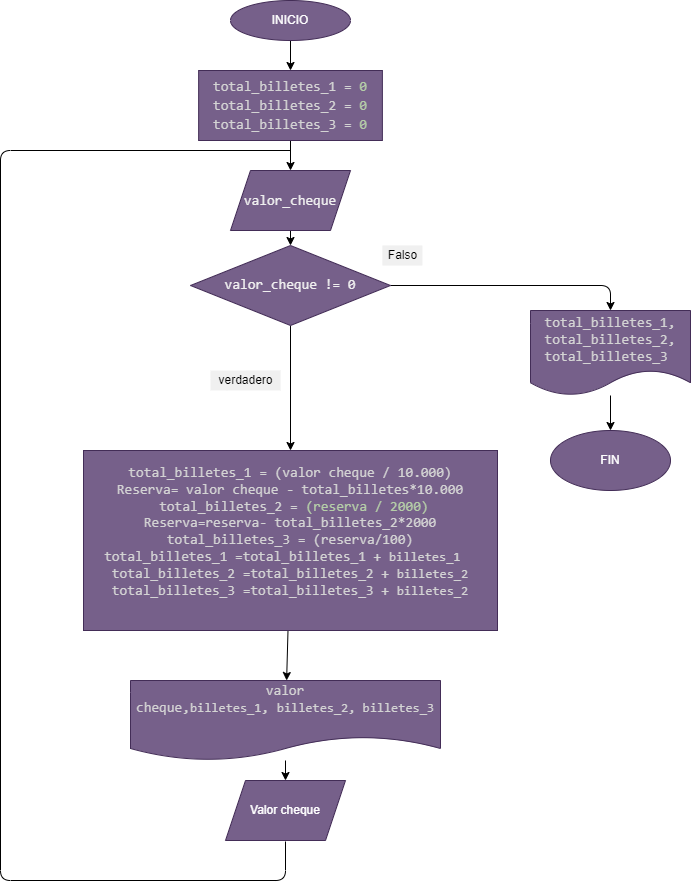 INICIO
total_billetes_1 = 0
total_billetes_2 = 0
total_billetes_3 = 0
valor_cheque
Falso
valor_cheque != 0
total_billetes_1,
total_billetes_2,
total_billetes_3
verdadero
FIN
total_billetes_1 = (valor cheque / 10.000)
Reserva= valor cheque - total_billetes*10.000
total_billetes_2 = (reserva / 2000)
Reserva=reserva- total_billetes_2*2000
total_billetes_3 = (reserva/100)
total_billetes_1 =total_billetes_1 + billetes_1
total_billetes_2 =total_billetes_2 + billetes_2
total_billetes_3 =total_billetes_3 + billetes_2
valor
cheque,billetes_1, billetes_2, billetes_3
Valor cheque